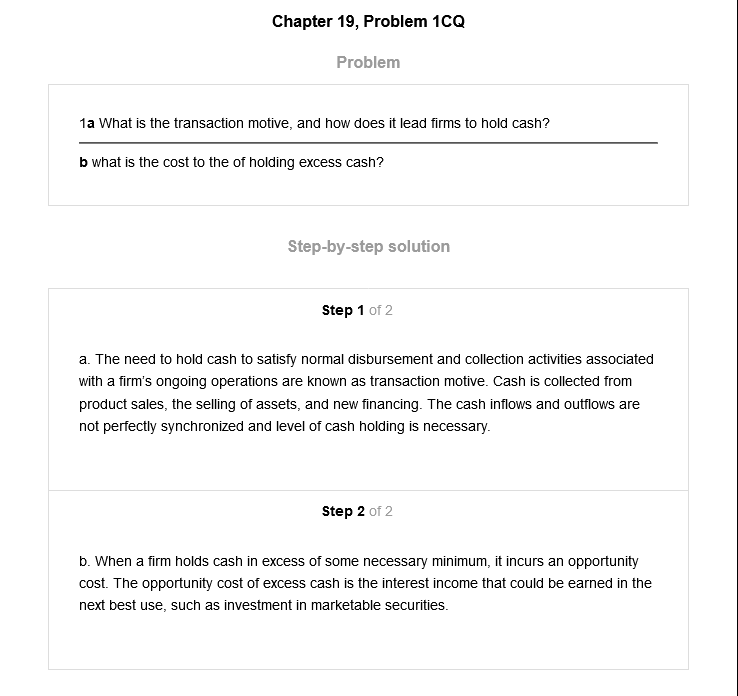 Chapter 19, Problem 1CQ
Problem
1a What is the transaction motive, and how does it lead firms to hold cash?
b what is the cost to the of holding excess cash?
Step-by-step solution
Step 1 of 2
a. The need to hold cash to satisfy normal disbursement and collection activities associated
with a firm's ongoing operations are known as transaction motive. Cash is collected from
product sales, the selling of assets, and new financing. The cash inflows and outflows are
not perfectly synchronized and level of cash holding is necessary.
Step 2 of 2
b. When a firm holds cash in excess of some necessary minimum, it incurs an opportunity
cost. The opportunity cost of excess cash is the interest income that could be earned in the
next best use, such as investment in marketable securities.